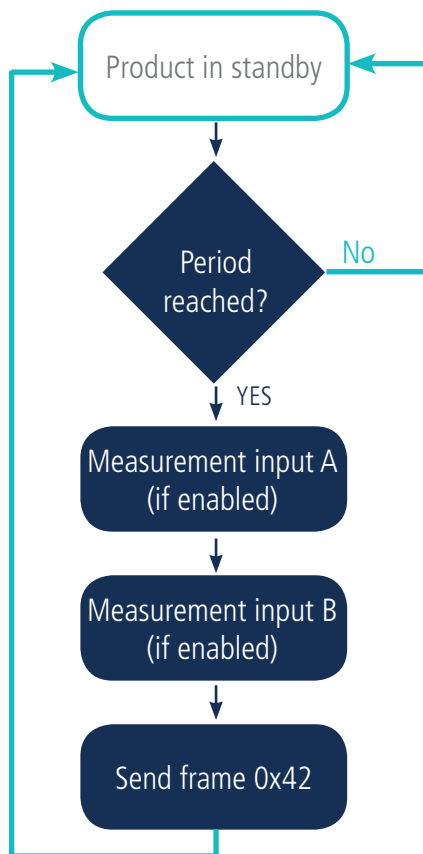 Product in standby
Period
reached?
No
YES
Measurement input A
(if enabled)
Measurement input B
(if enabled)
Send frame 0x42